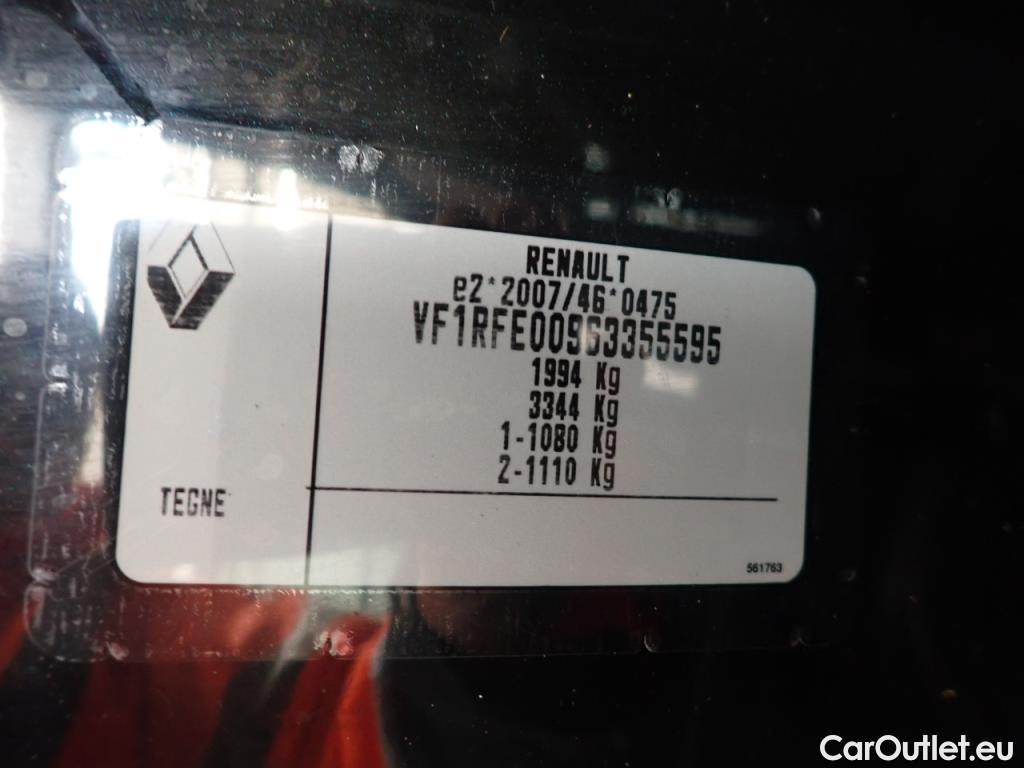 RENAULT
e2*2007/46*0475
VF1RFE00963355595
1994 Kg
3344 Kg
1-1080 Kg
2-1110 Kg
TEGNE
561763
CarOutlet.eu